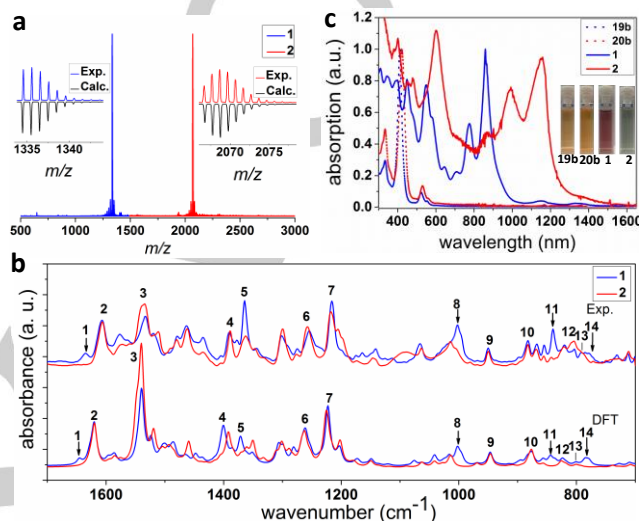 a
1
2
Exp.
Calc.
1335 1340
m/z
Exp.
Calc.
2070 2075
m/z
500 1000 1500 2000 2500 3000
m/z
c
absorption (a.u.)
1.0
0.8
0.6
0.4
0.2
0.0
19b
20b
1
2
19b 20b 1 2
400 600 800 1000 1200 1400 1600
wavelength (nm)
b
absorbance (a. u.)
1
2
Exp.
1 2 3 4 5 6 7 8 9 10 11 12 13 14
DFT
1 2 3 4 5 6 7 8 9 10 11 12 13 14
1600 1400 1200 1000 800
wavenumber (cm⁻¹)